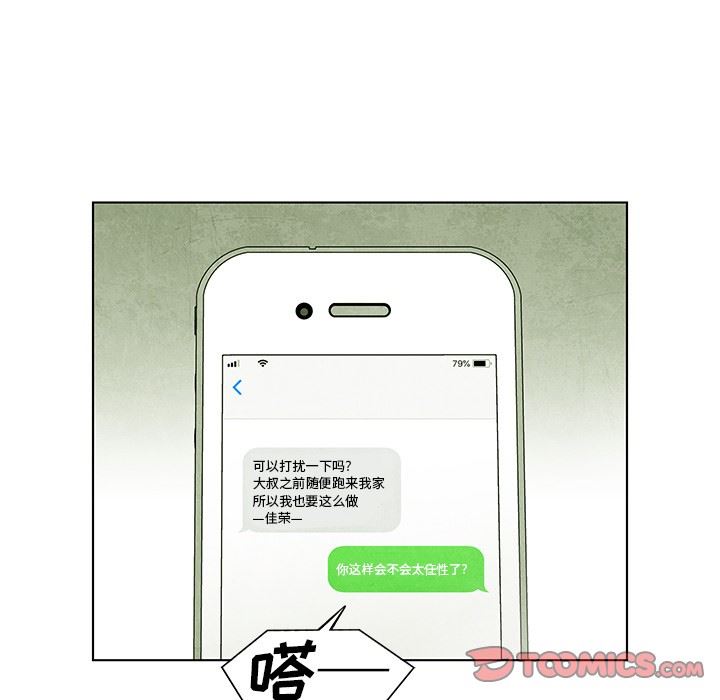 79%
可以打扰一下吗?
大叔之前随便跑来我家
所以我也要这么做
—佳荣—
你这样会不会太任性了?
嗒——
DTCOMICS.COM